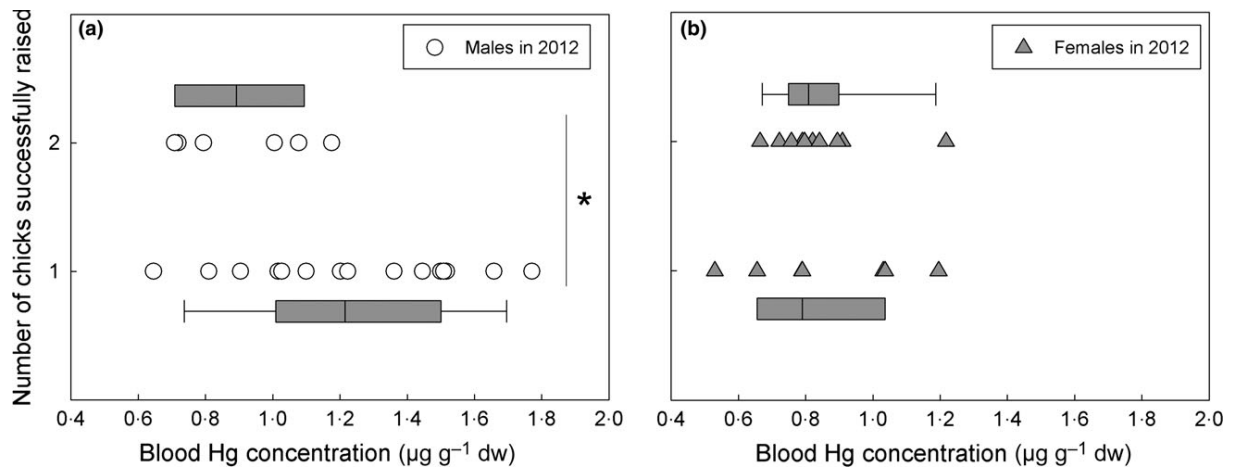 (a)
Males in 2012
Number of chicks successfully raised
2
1
*
0·4 0·6 0·8 1·0 1·2 1·4 1·6 1·8 2·0
Blood Hg concentration (µg g⁻¹ dw)
(b)
Females in 2012
0·4 0·6 0·8 1·0 1·2 1·4 1·6 1·8 2·0
Blood Hg concentration (µg g⁻¹ dw)